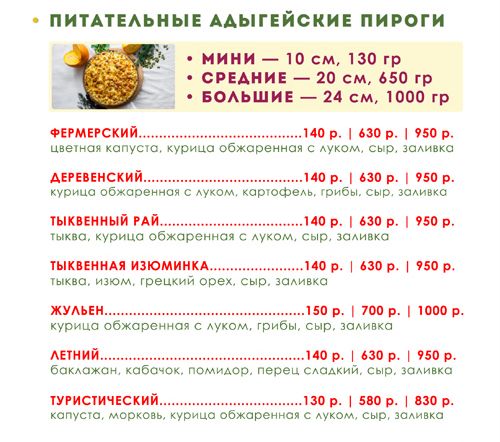 • ПИТАТЕЛЬНЫЕ АДЫГЕЙСКИЕ ПИРОГИ
• МИНИ — 10 см, 130 гр
• СРЕДНИЕ — 20 см, 650 гр
• БОЛЬШИЕ — 24 см, 1000 гр
ФЕРМЕРСКИЙ....................................140 р. | 630 р. | 950 р.
цветная капуста, курица обжаренная с луком, сыр, заливка
ДЕРЕВЕНСКИЙ...................................140 р. | 630 р. | 950 р.
курица обжаренная с луком, картофель, грибы, сыр, заливка
ТЫКВЕННЫЙ РАЙ...............................140 р. | 630 р. | 950 р.
тыква, курица обжаренная с луком, сыр, заливка
ТЫКВЕННАЯ ИЗЮМИНКА....................140 р. | 630 р. | 950 р.
тыква, изюм, грецкий орех, сыр, заливка
ЖУЛЬЕН...........................................150 р. | 700 р. | 1000 р.
курица обжаренная с луком, грибы, сыр, заливка
ЛЕТНИЙ............................................140 р. | 630 р. | 950 р.
баклажан, кабачок, помидор, перец сладкий, сыр, заливка
ТУРИСТИЧЕСКИЙ...............................130 р. | 580 р. | 830 р.
капуста, морковь, курица обжаренная с луком, сыр, заливка